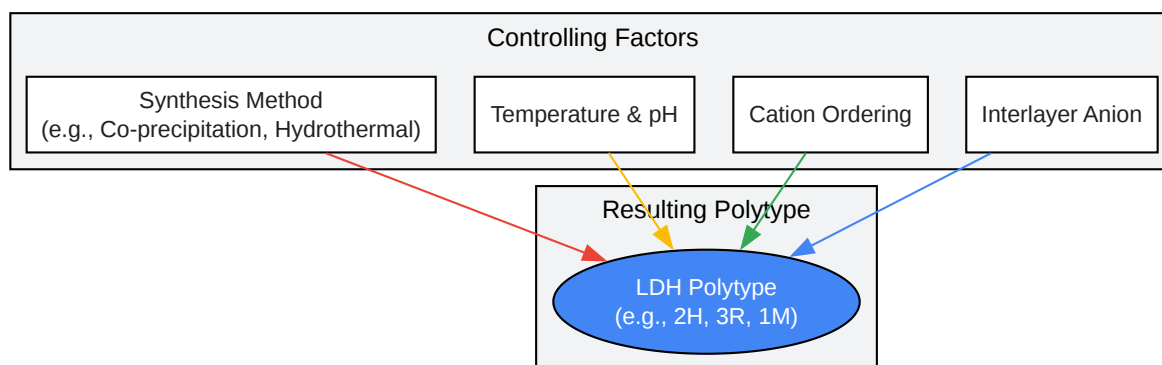 Controlling Factors
Synthesis Method
(e.g., Co-precipitation, Hydrothermal)
Temperature & pH
Cation Ordering
Interlayer Anion
Resulting Polytype
LDH Polytype
(e.g., 2H, 3R, 1M)